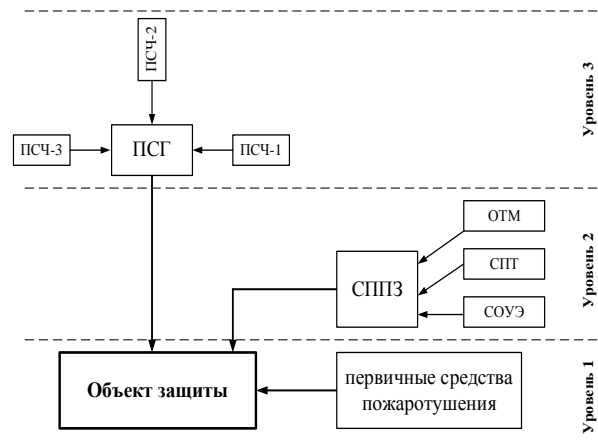 ПСЧ-2
Уровень 3
ПСЧ-3
ПСГ
ПСЧ-1
ОТМ
СППЗ
СПТ
СОУЭ
Уровень 2
Объект защиты
первичные средства
пожаротушения
Уровень 1